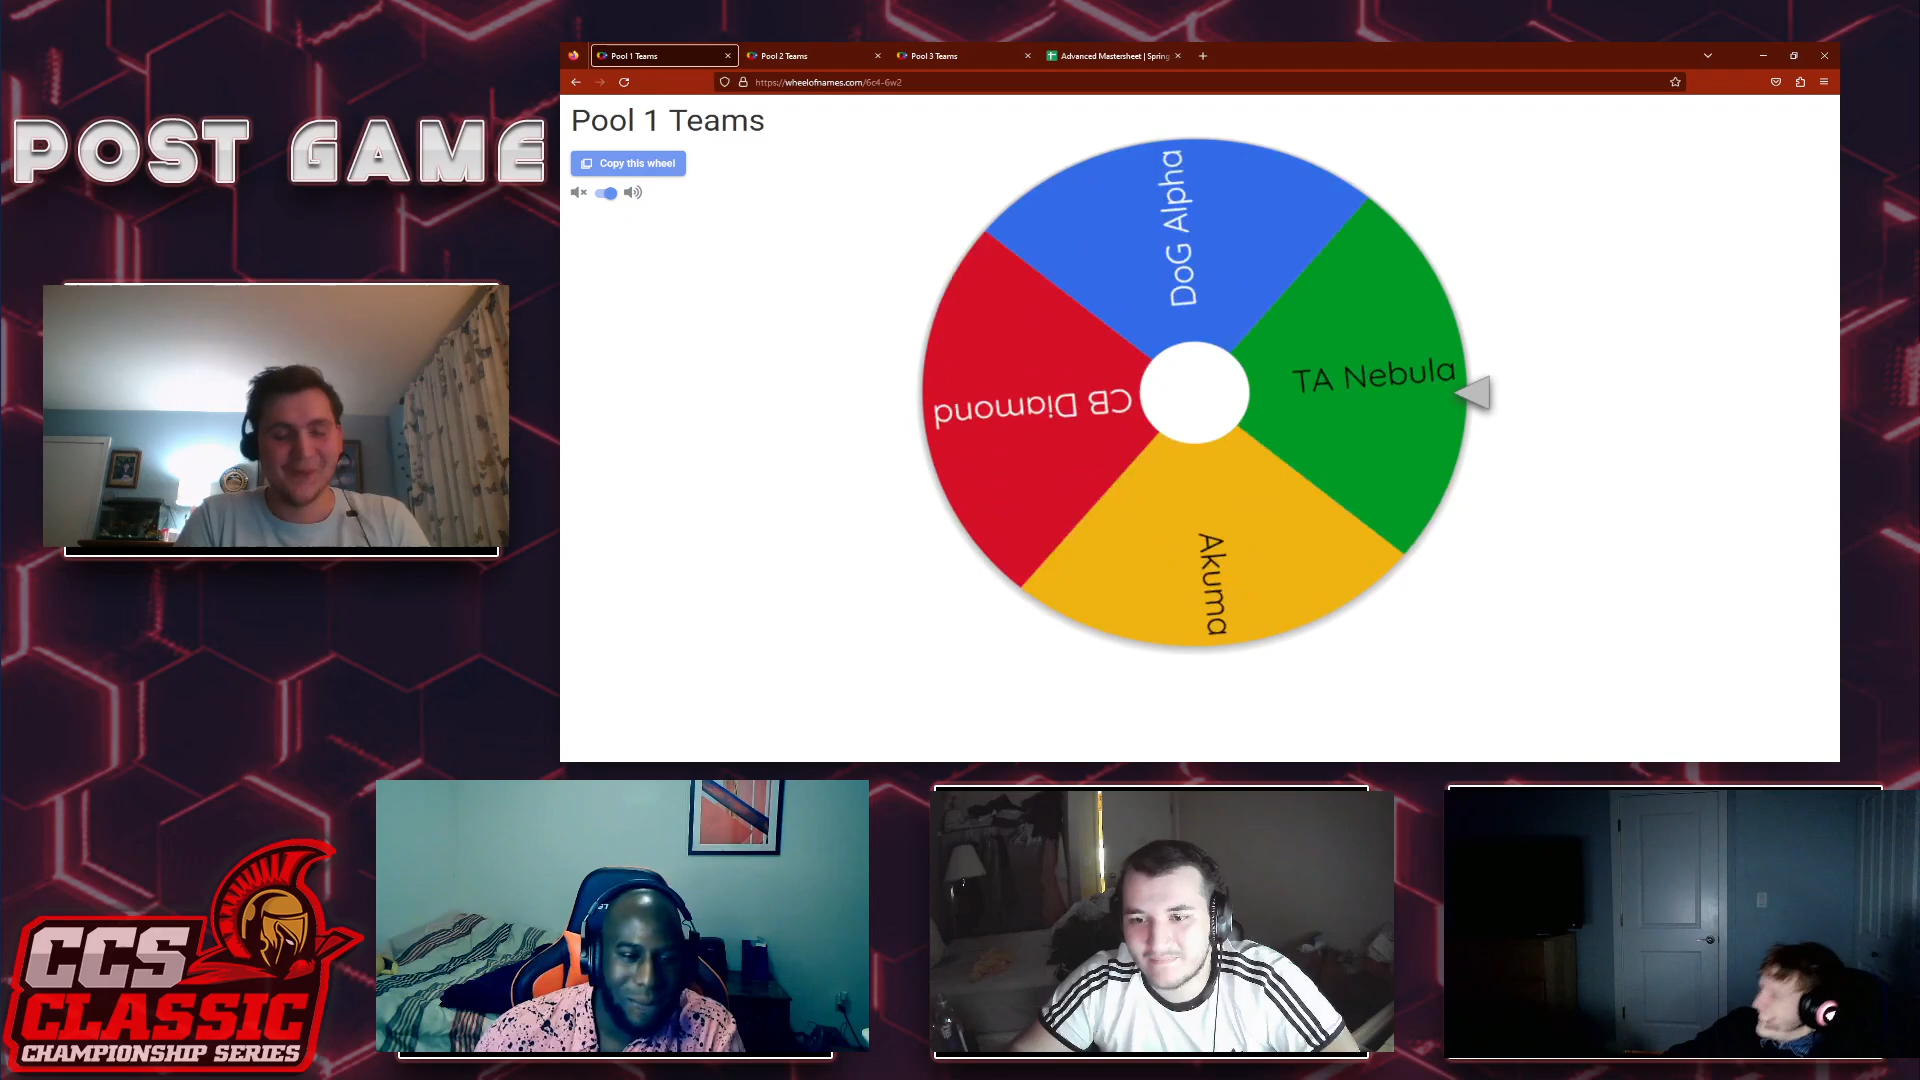 POST GAME
Pool 1 Teams
Pool 2 Teams
Pool 3 Teams
Advanced Mastersheet | Spring
https://wheelofnames.com/6c4-6w2
Pool 1 Teams
Copy this wheel
DoG Alpha
TA Nebula
CB Diamond
Akuma
CCS
CLASSIC
CHAMPIONSHIP SERIES